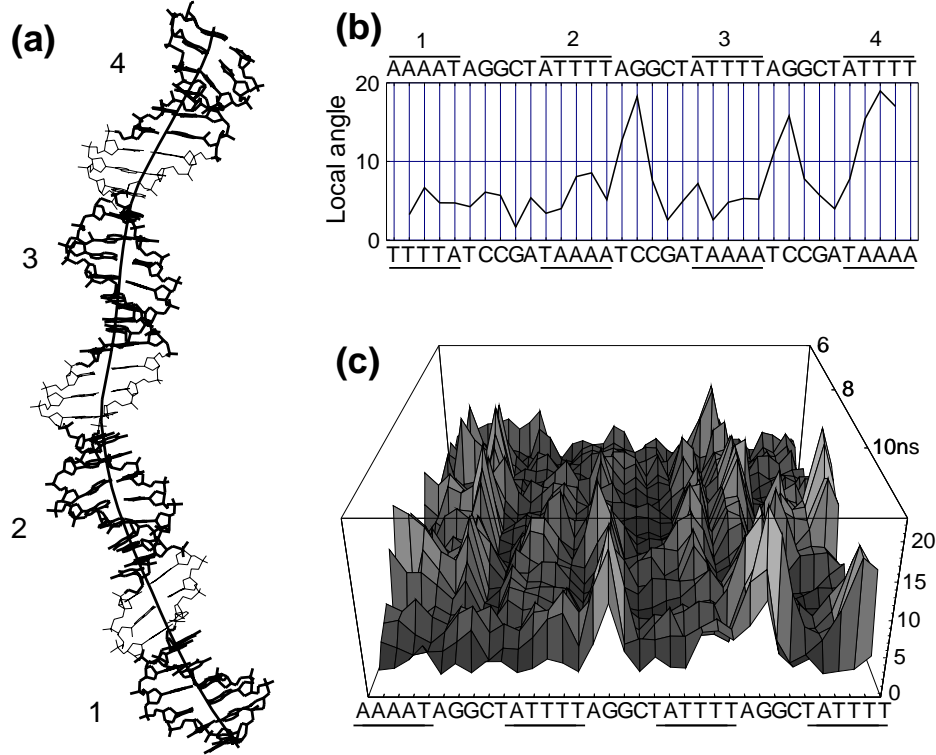 (a)
4
3
2
1
(b)
1 2 3 4
AAAATAGGCTATTTTAGGCTATTTTAGGCTATTTT
20
10
0
Local angle
TTTTATCCGATAAAATCCGATAAAATCCGATAAAA
(c)
6
8
10ns
20
15
10
5
0
AAAATAGGCTATTTTAGGCTATTTTAGGCTATTTT